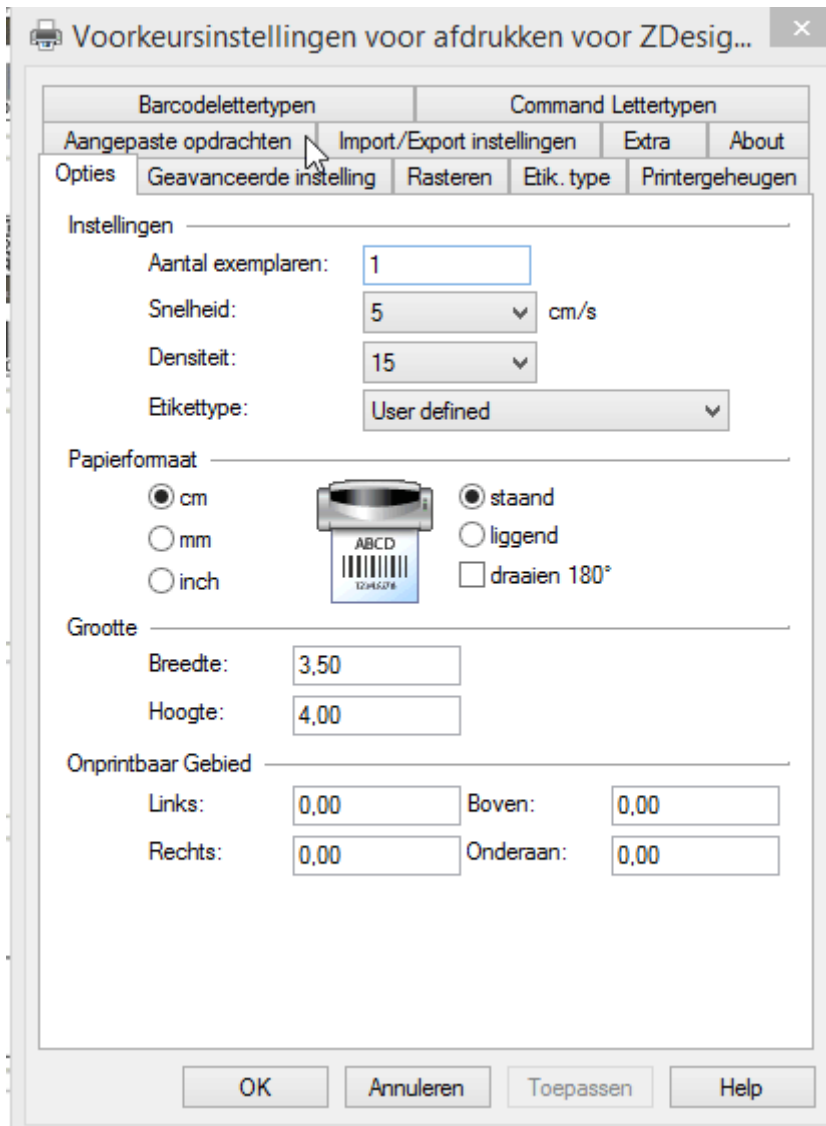 Voorkeursinstellingen voor afdrukken voor ZDesig...
Barcodelettertypen Command Lettertypen
Aangepaste opdrachten Import/Export instellingen Extra About
Opties Geavanceerde instelling Rasteren Etik. type Printergeheugen
Instellingen
Aantal exemplaren: 1
Snelheid: 5 cm/s
Densiteit: 15
Etikettype: User defined
Papierformaat
cm staand
mm liggend
inch draaien 180°
ABCD
Grootte
Breedte: 3,50
Hoogte: 4,00
Onprintbaar Gebied
Links: 0,00 Boven: 0,00
Rechts: 0,00 Onderaan: 0,00
OK Annuleren Toepassen Help